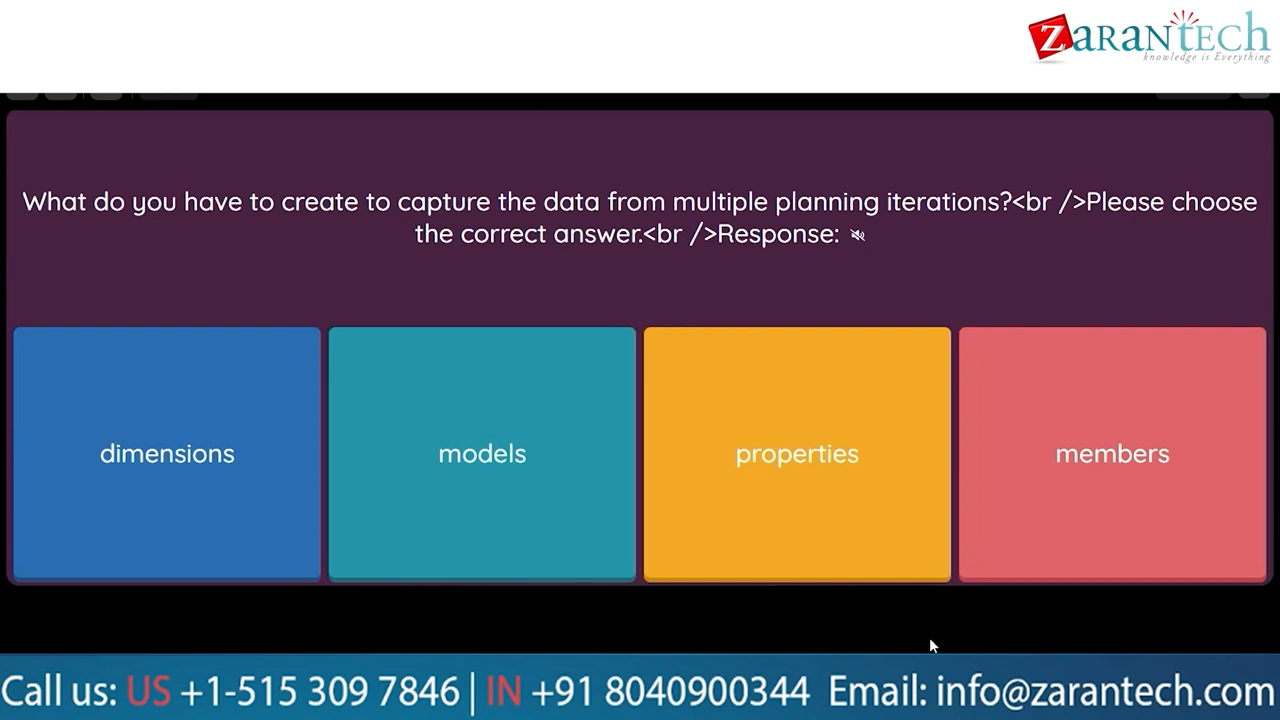 ZARANTECH
knowledge is Everything
What do you have to create to capture the data from multiple planning iterations?<br />Please choose
the correct answer.<br />Response:
dimensions
models
properties
members
Call us: US +1-515 309 7846 | IN +91 8040900344 Email: info@zarantech.com